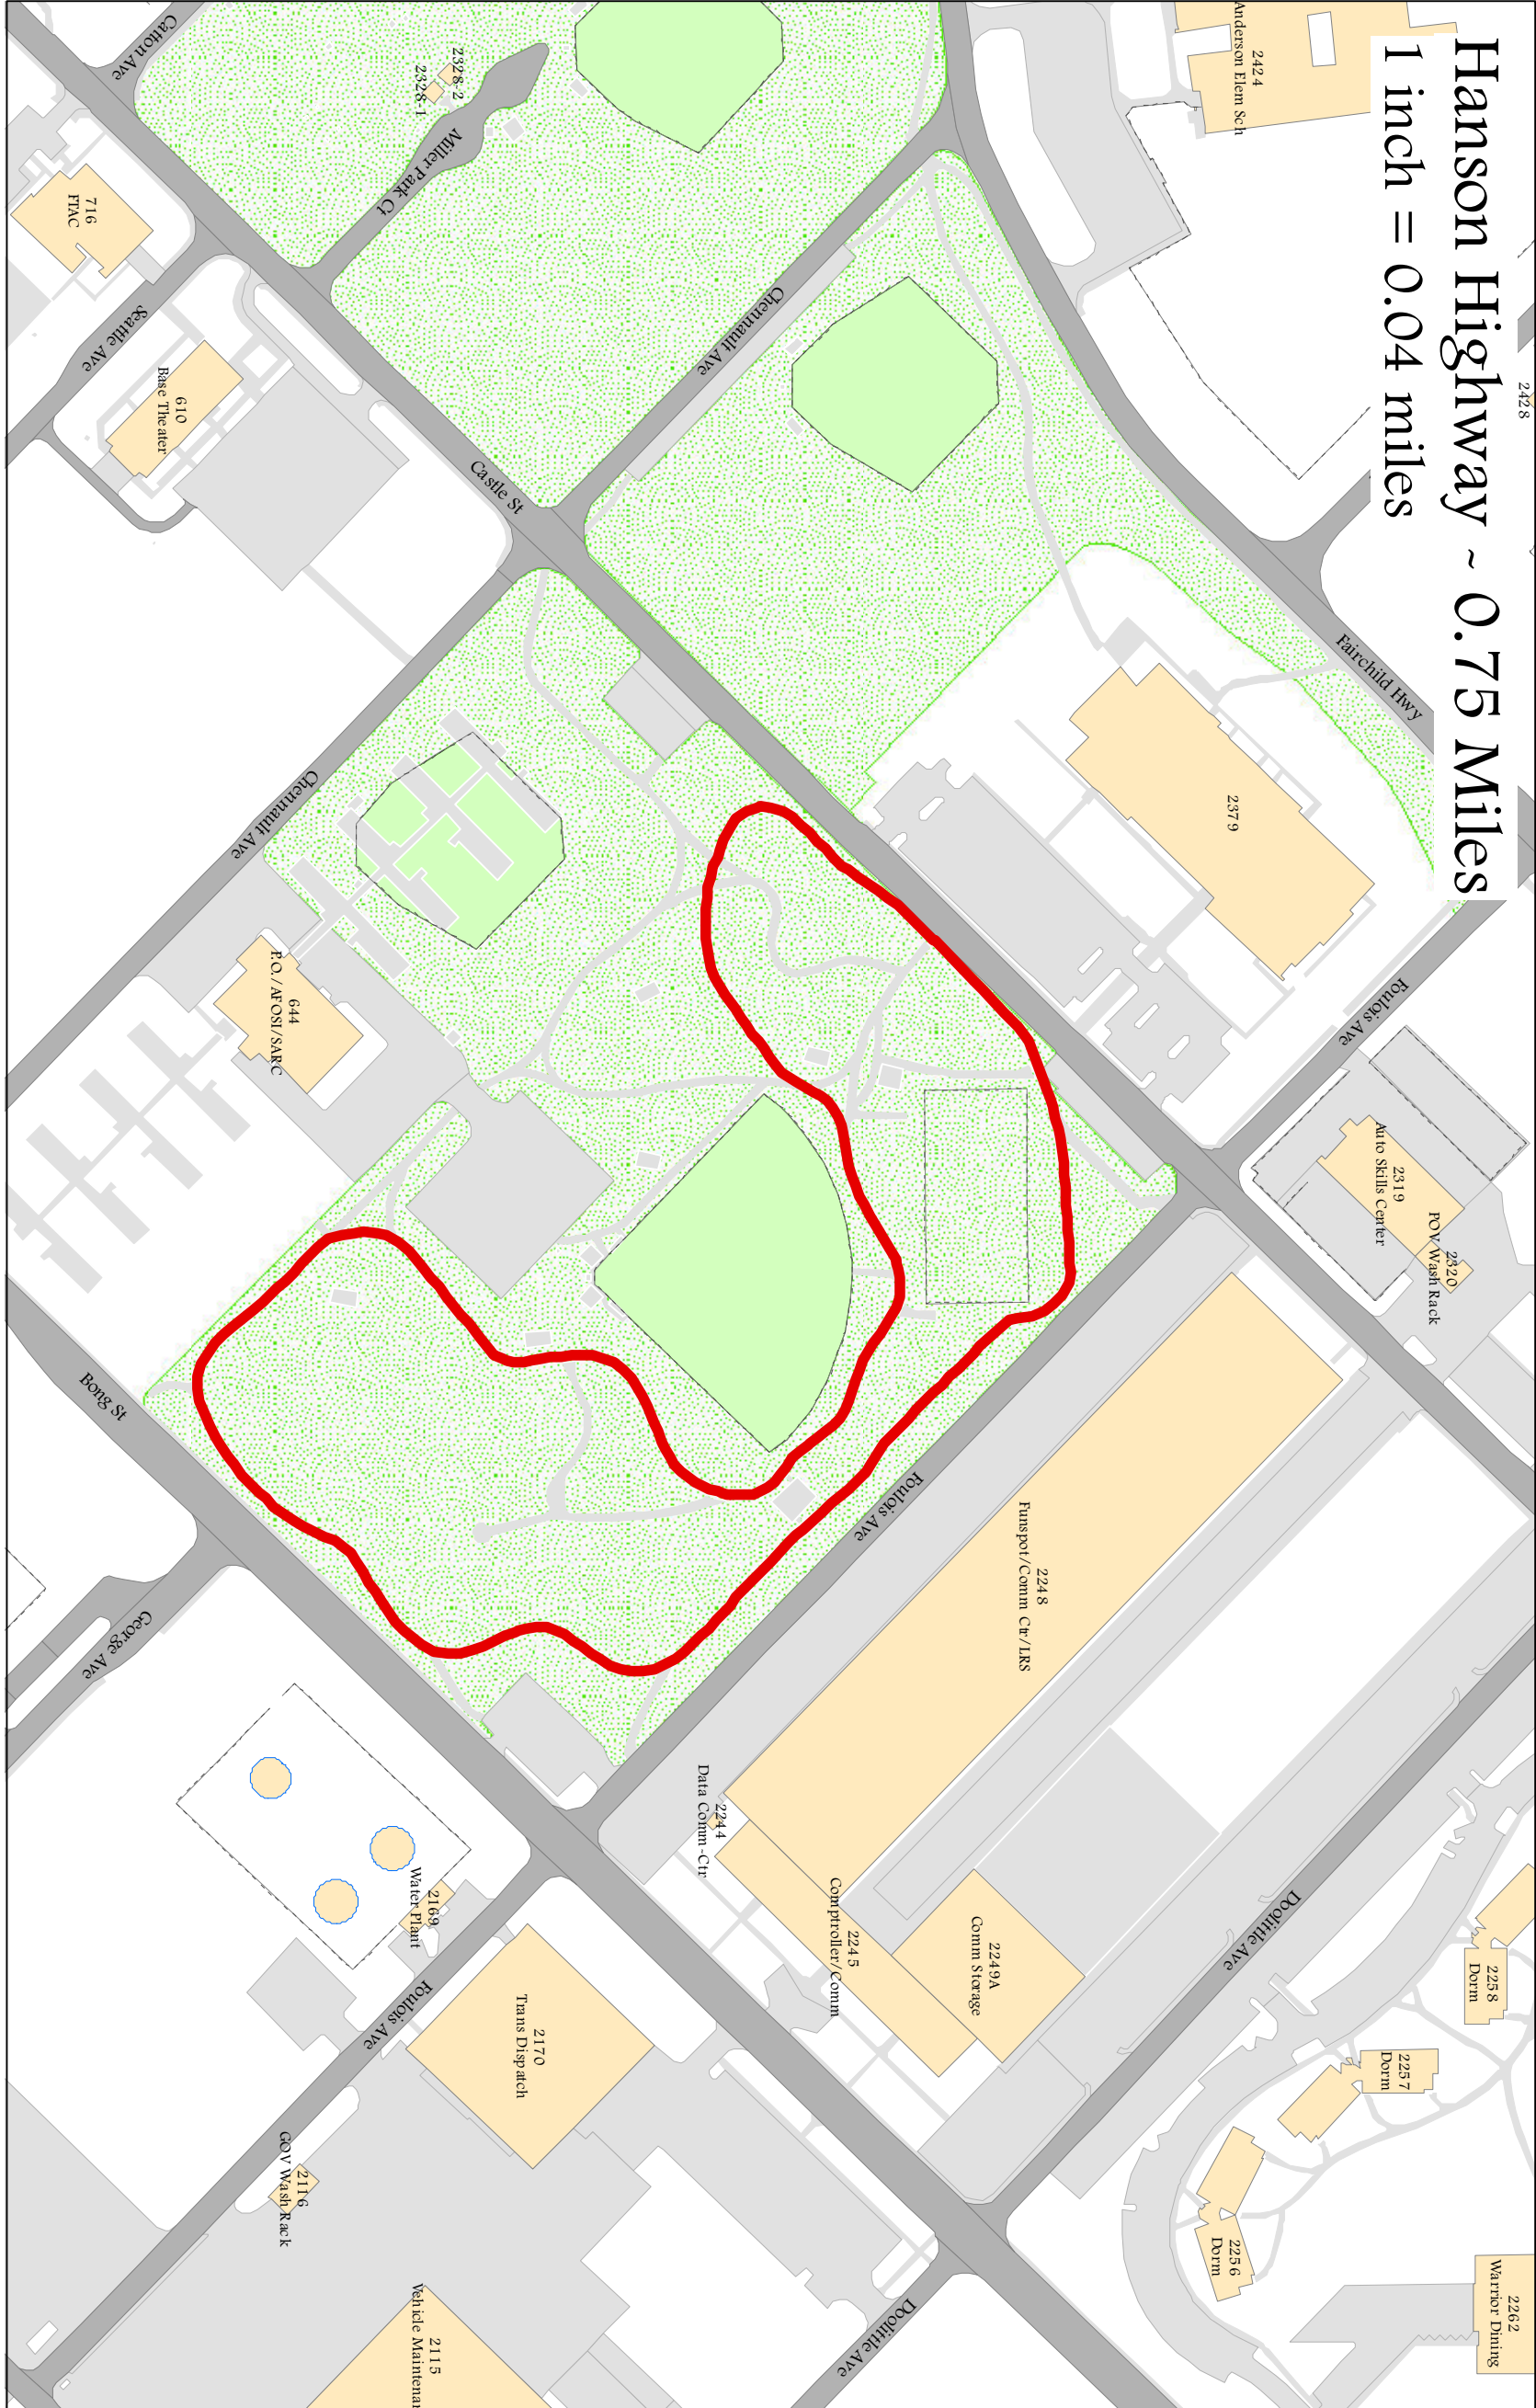 Hanson Highway ~ 0.75 Miles
1 inch = 0.04 miles
2424
Anderson Elem Sch
2428
Catton Ave
2328-2
2328-1
Miller Park Ct
716
FTAC
Seattle Ave
610
Base Theater
Chennault Ave
Castle St
Fairchild Hwy
2379
Foulois Ave
Chennault Ave
644
P.O./AFOSI/SARC
2319
Auto Skills Center
2320
POV Wash Rack
Bong St
Foulois Ave
2248
Funspot/Comm Ctr/LRS
George Ave
2244
Data Comm-Ctr
2169
Water Plant
2245
Comptroller/Comm
2249A
Comm Storage
Doolittle Ave
2258
Dorm
2257
Dorm
2256
Dorm
Foulois Ave
2170
Trans Dispatch
2116
GOV Wash Rack
2262
Warrior Dining
Doolittle Ave
2115
Vehicle Maintenan